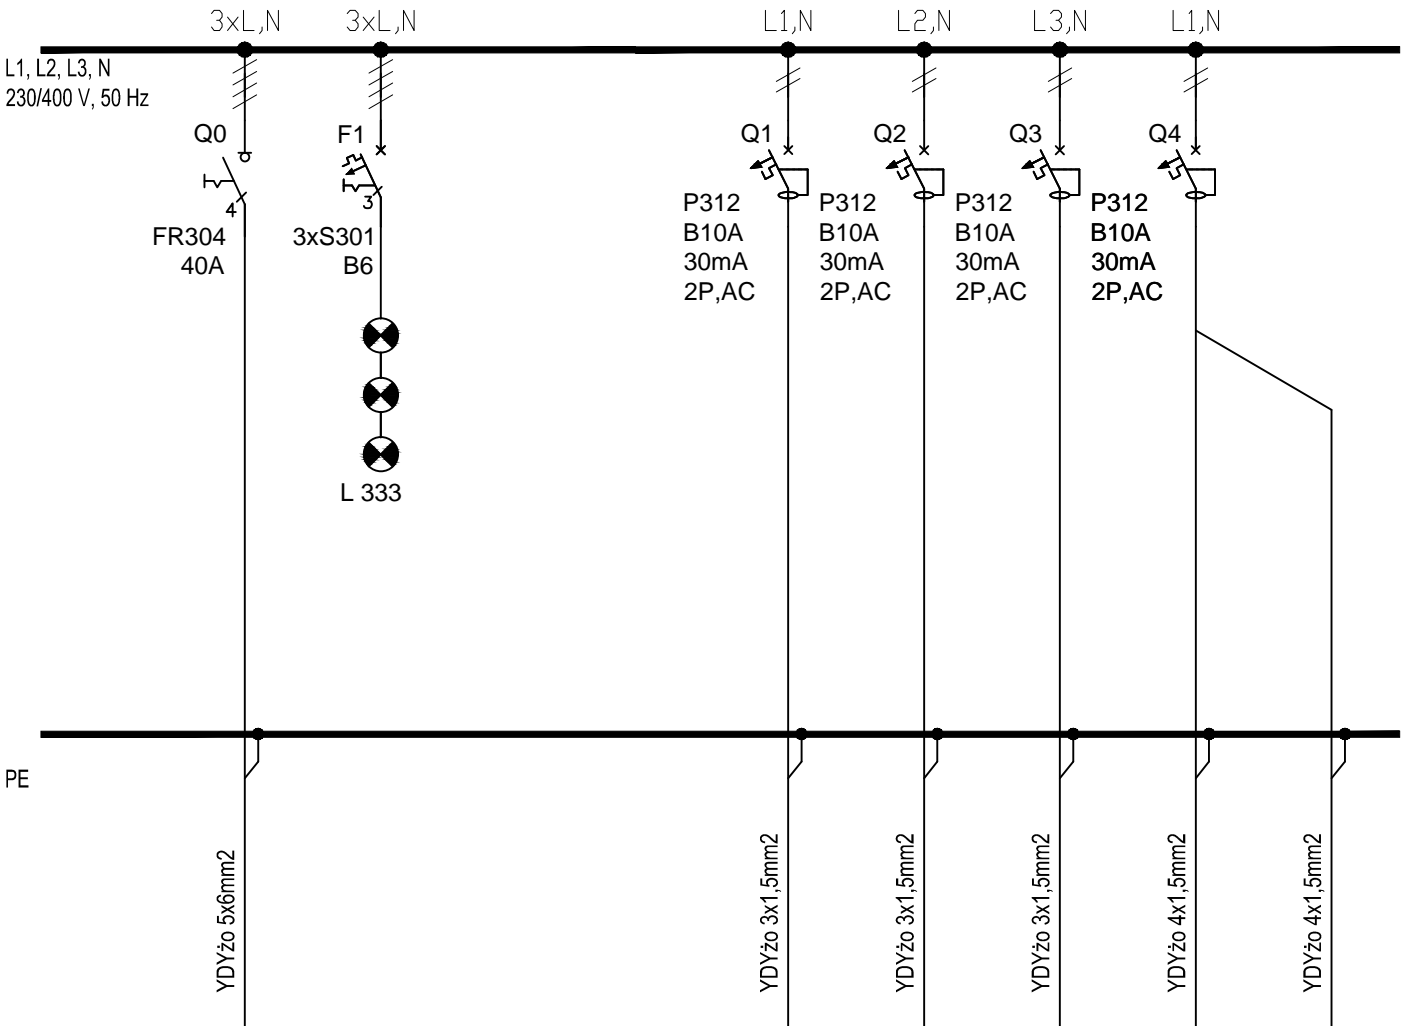 3xL,N
3xL,N
L1,N
L2,N
L3,N
L1,N
L1, L2, L3, N
230/400 V, 50 Hz
Q0
F1
Q1
Q2
Q3
Q4
4
3
FR304
40A
3xS301
B6
P312
B10A
30mA
2P,AC
P312
B10A
30mA
2P,AC
P312
B10A
30mA
2P,AC
P312
B10A
30mA
2P,AC
L 333
PE
YDYżo 5x6mm2
YDYżo 3x1,5mm2
YDYżo 3x1,5mm2
YDYżo 3x1,5mm2
YDYżo 4x1,5mm2
YDYżo 4x1,5mm2